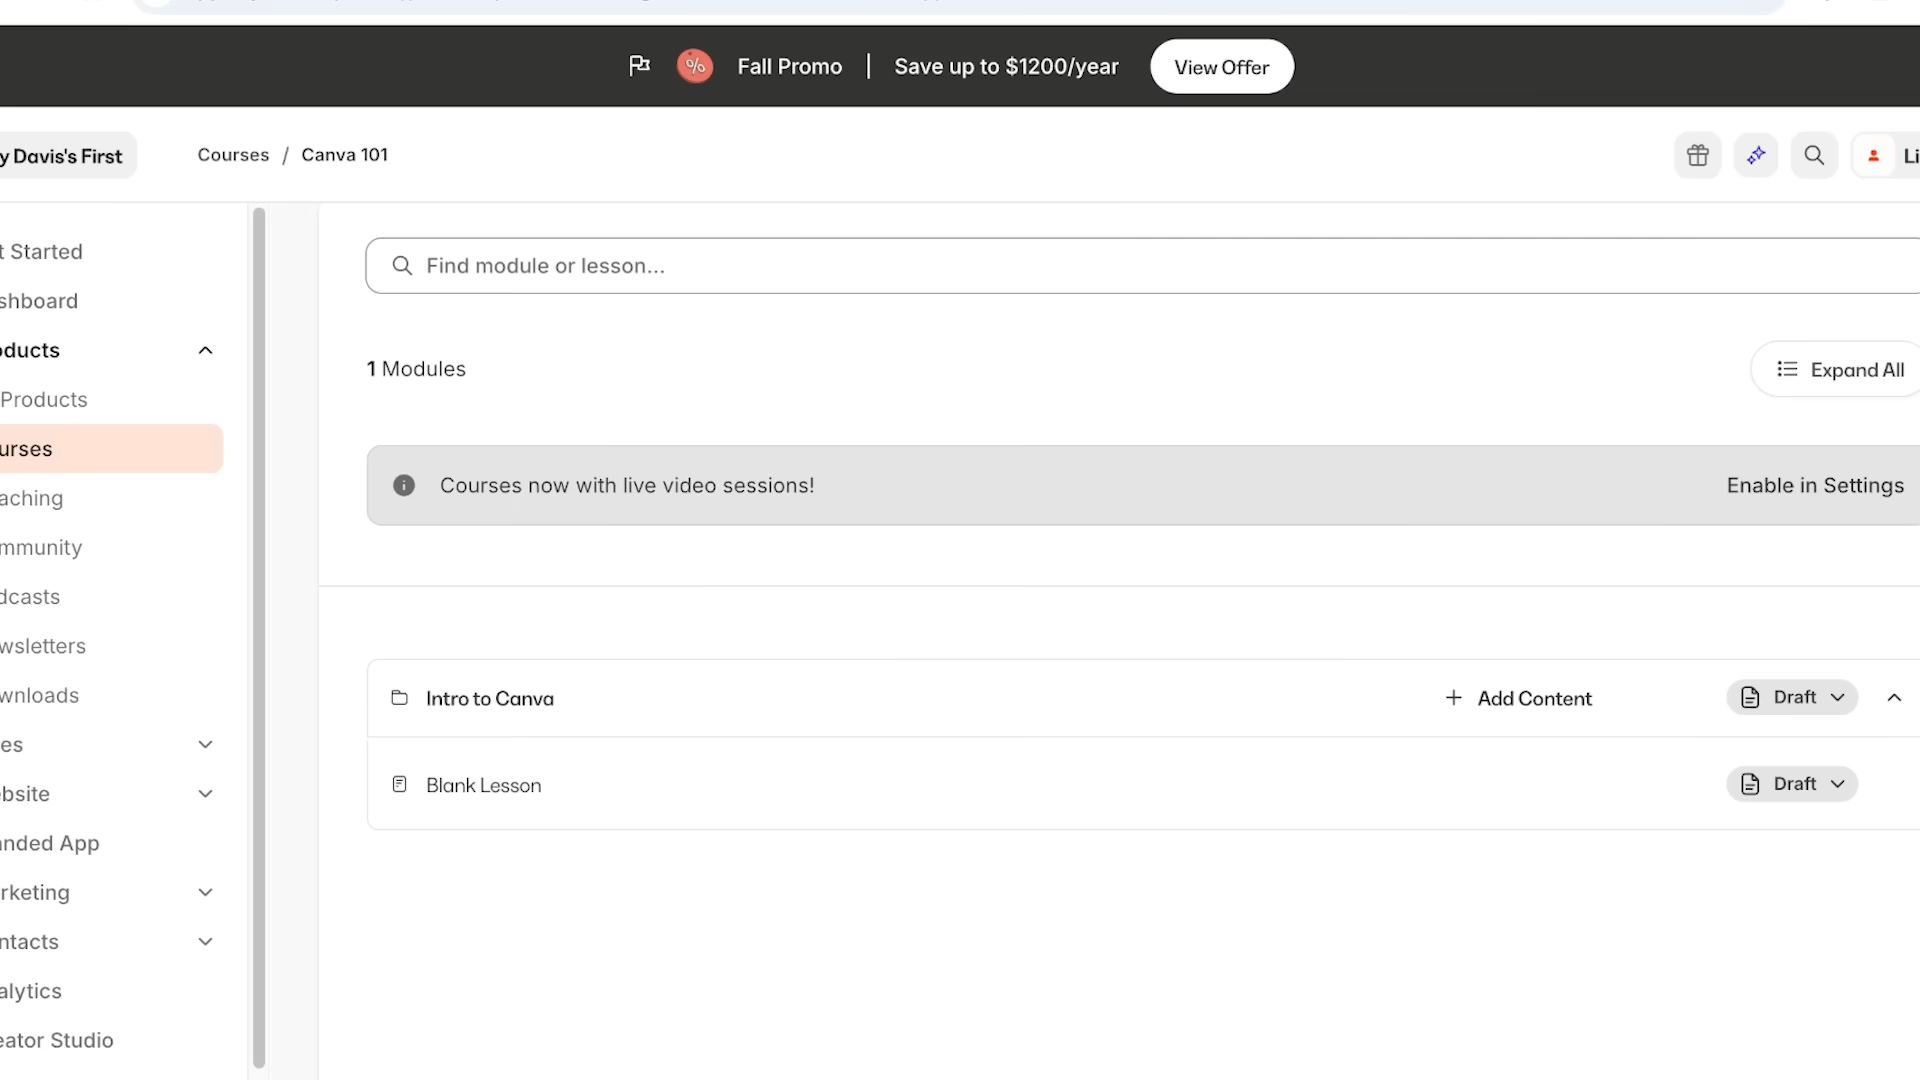 % Fall Promo | Save up to $1200/year View Offer
y Davis's First
Courses / Canva 101
Li
t Started
shboard
oducts
Products
urses
aching
mmunity
dcasts
wsletters
wnloads
es
ebsite
anded App
rketing
ntacts
alytics
eator Studio
Find module or lesson...
1 Modules
Expand All
Courses now with live video sessions!
Enable in Settings
Intro to Canva
+ Add Content
Draft
Blank Lesson
Draft